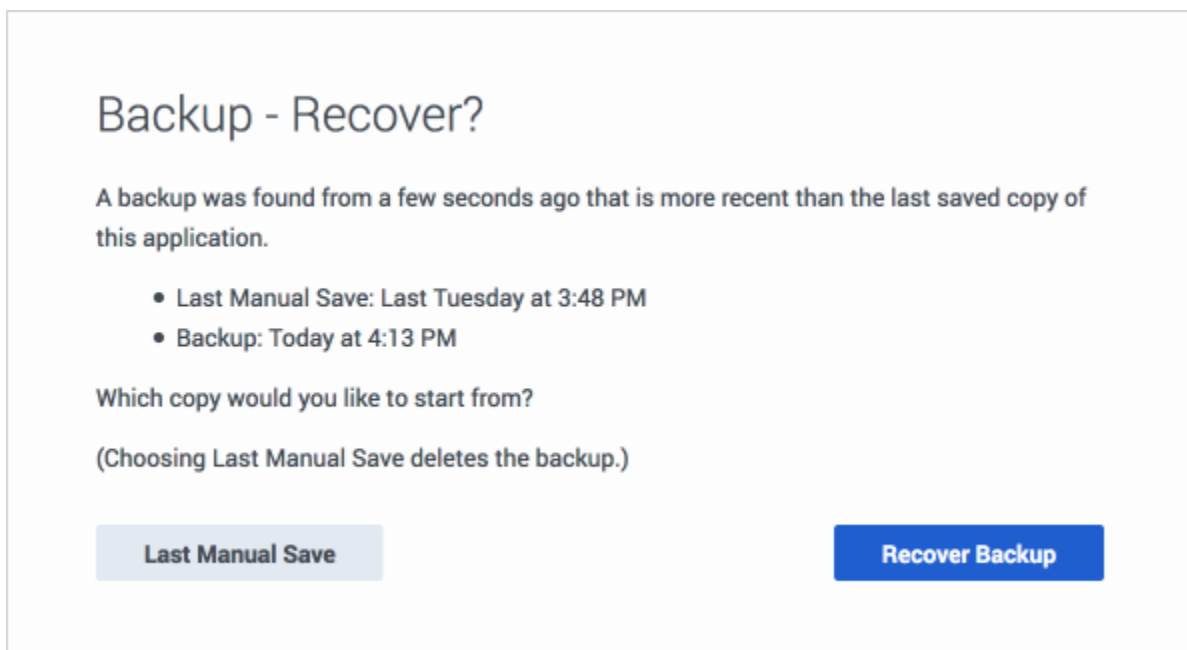 Backup - Recover?
A backup was found from a few seconds ago that is more recent than the last saved copy of
this application.
• Last Manual Save: Last Tuesday at 3:48 PM
• Backup: Today at 4:13 PM
Which copy would you like to start from?
(Choosing Last Manual Save deletes the backup.)
Last Manual Save
Recover Backup